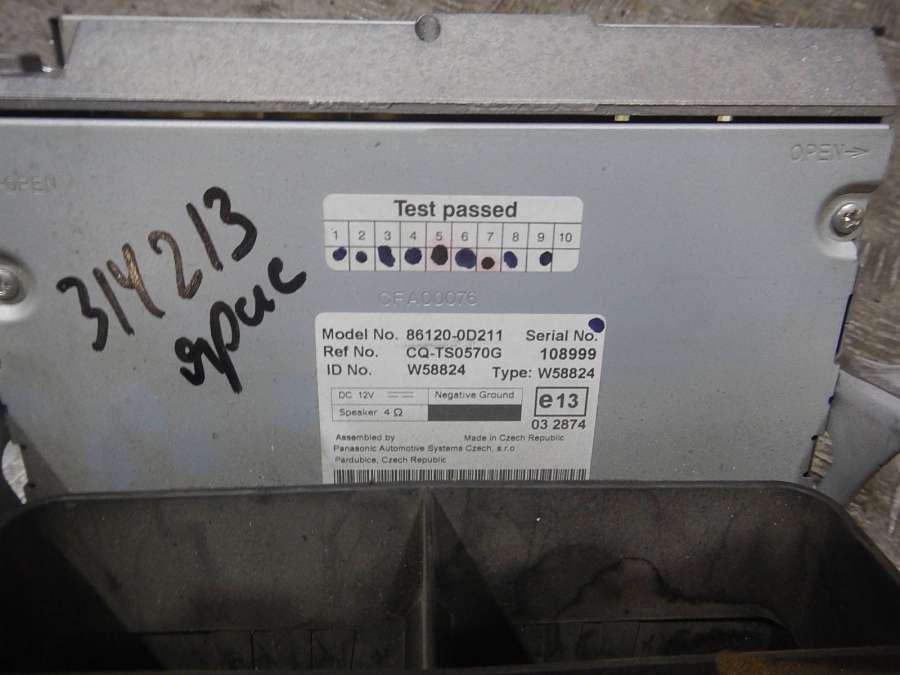 OPEN→
←OPEN
314213
ярис
Test passed
1 2 3 4 5 6 7 8 9 10
CFA00076
Model No. 86120-0D211 Serial No.
Ref No. CQ-TS0570G 108999
ID No. W58824 Type: W58824
DC 12V Negative Ground
Speaker 4 Ω
e13
03 2874
Assembled by Made in Czech Republic
Panasonic Automotive Systems Czech, s.r.o
Pardubice, Czech Republic